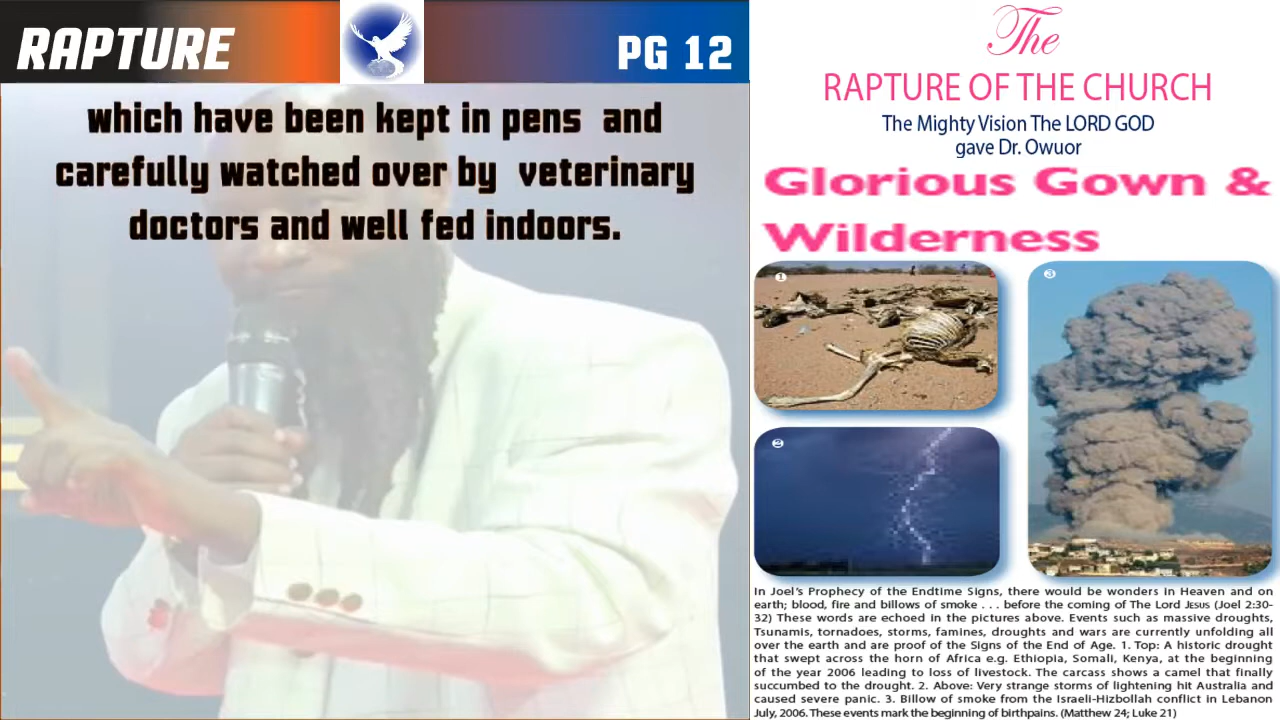 RAPTURE
PG 12
which have been kept in pens and
carefully watched over by veterinary
doctors and well fed indoors.
The
RAPTURE OF THE CHURCH
The Mighty Vision The LORD GOD
gave Dr. Owuor
Glorious Gown &
Wilderness
1
3
2
In Joel's Prophecy of the Endtime Signs, there would be wonders in Heaven and on
earth; blood, fire and billows of smoke . . . before the coming of The Lord Jesus (Joel 2:30-
32) These words are echoed in the pictures above. Events such as massive droughts,
Tsunamis, tornadoes, storms, famines, droughts and wars are currently unfolding all
over the earth and are proof of the Signs of the End of Age. 1. Top: A historic drought
that swept across the horn of Africa e.g. Ethiopia, Somali, Kenya, at the beginning
of the year 2006 leading to loss of livestock. The carcass shows a camel that finally
succumbed to the drought. 2. Above: Very strange storms of lightening hit Australia and
caused severe panic. 3. Billow of smoke from the Israeli-Hizbollah conflict in Lebanon
July, 2006. These events mark the beginning of birthpains. (Matthew 24; Luke 21)